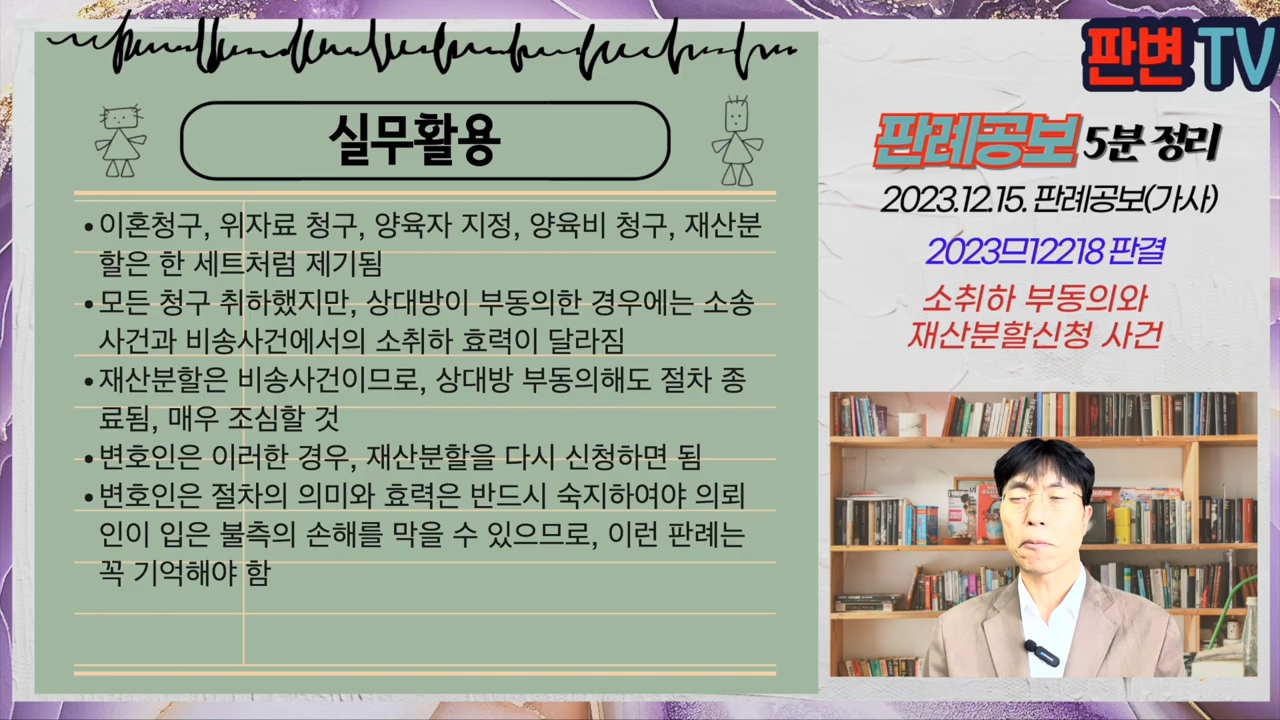 실무활용
• 이혼청구, 위자료 청구, 양육자 지정, 양육비 청구, 재산분
할은 한 세트처럼 제기됨
• 모든 청구 취하했지만, 상대방이 부동의한 경우에는 소송
사건과 비송사건에서의 소취하 효력이 달라짐
• 재산분할은 비송사건이므로, 상대방 부동의해도 절차 종
료됨, 매우 조심할 것
• 변호인은 이러한 경우, 재산분할을 다시 신청하면 됨
• 변호인은 절차의 의미와 효력은 반드시 숙지하여야 의뢰
인이 입은 불측의 손해를 막을 수 있으므로, 이런 판례는
꼭 기억해야 함
판변 TV
판례공보 5분 정리
2023.12.15. 판례공보(가사)
2023므12218 판결
소취하 부동의와
재산분할신청 사건